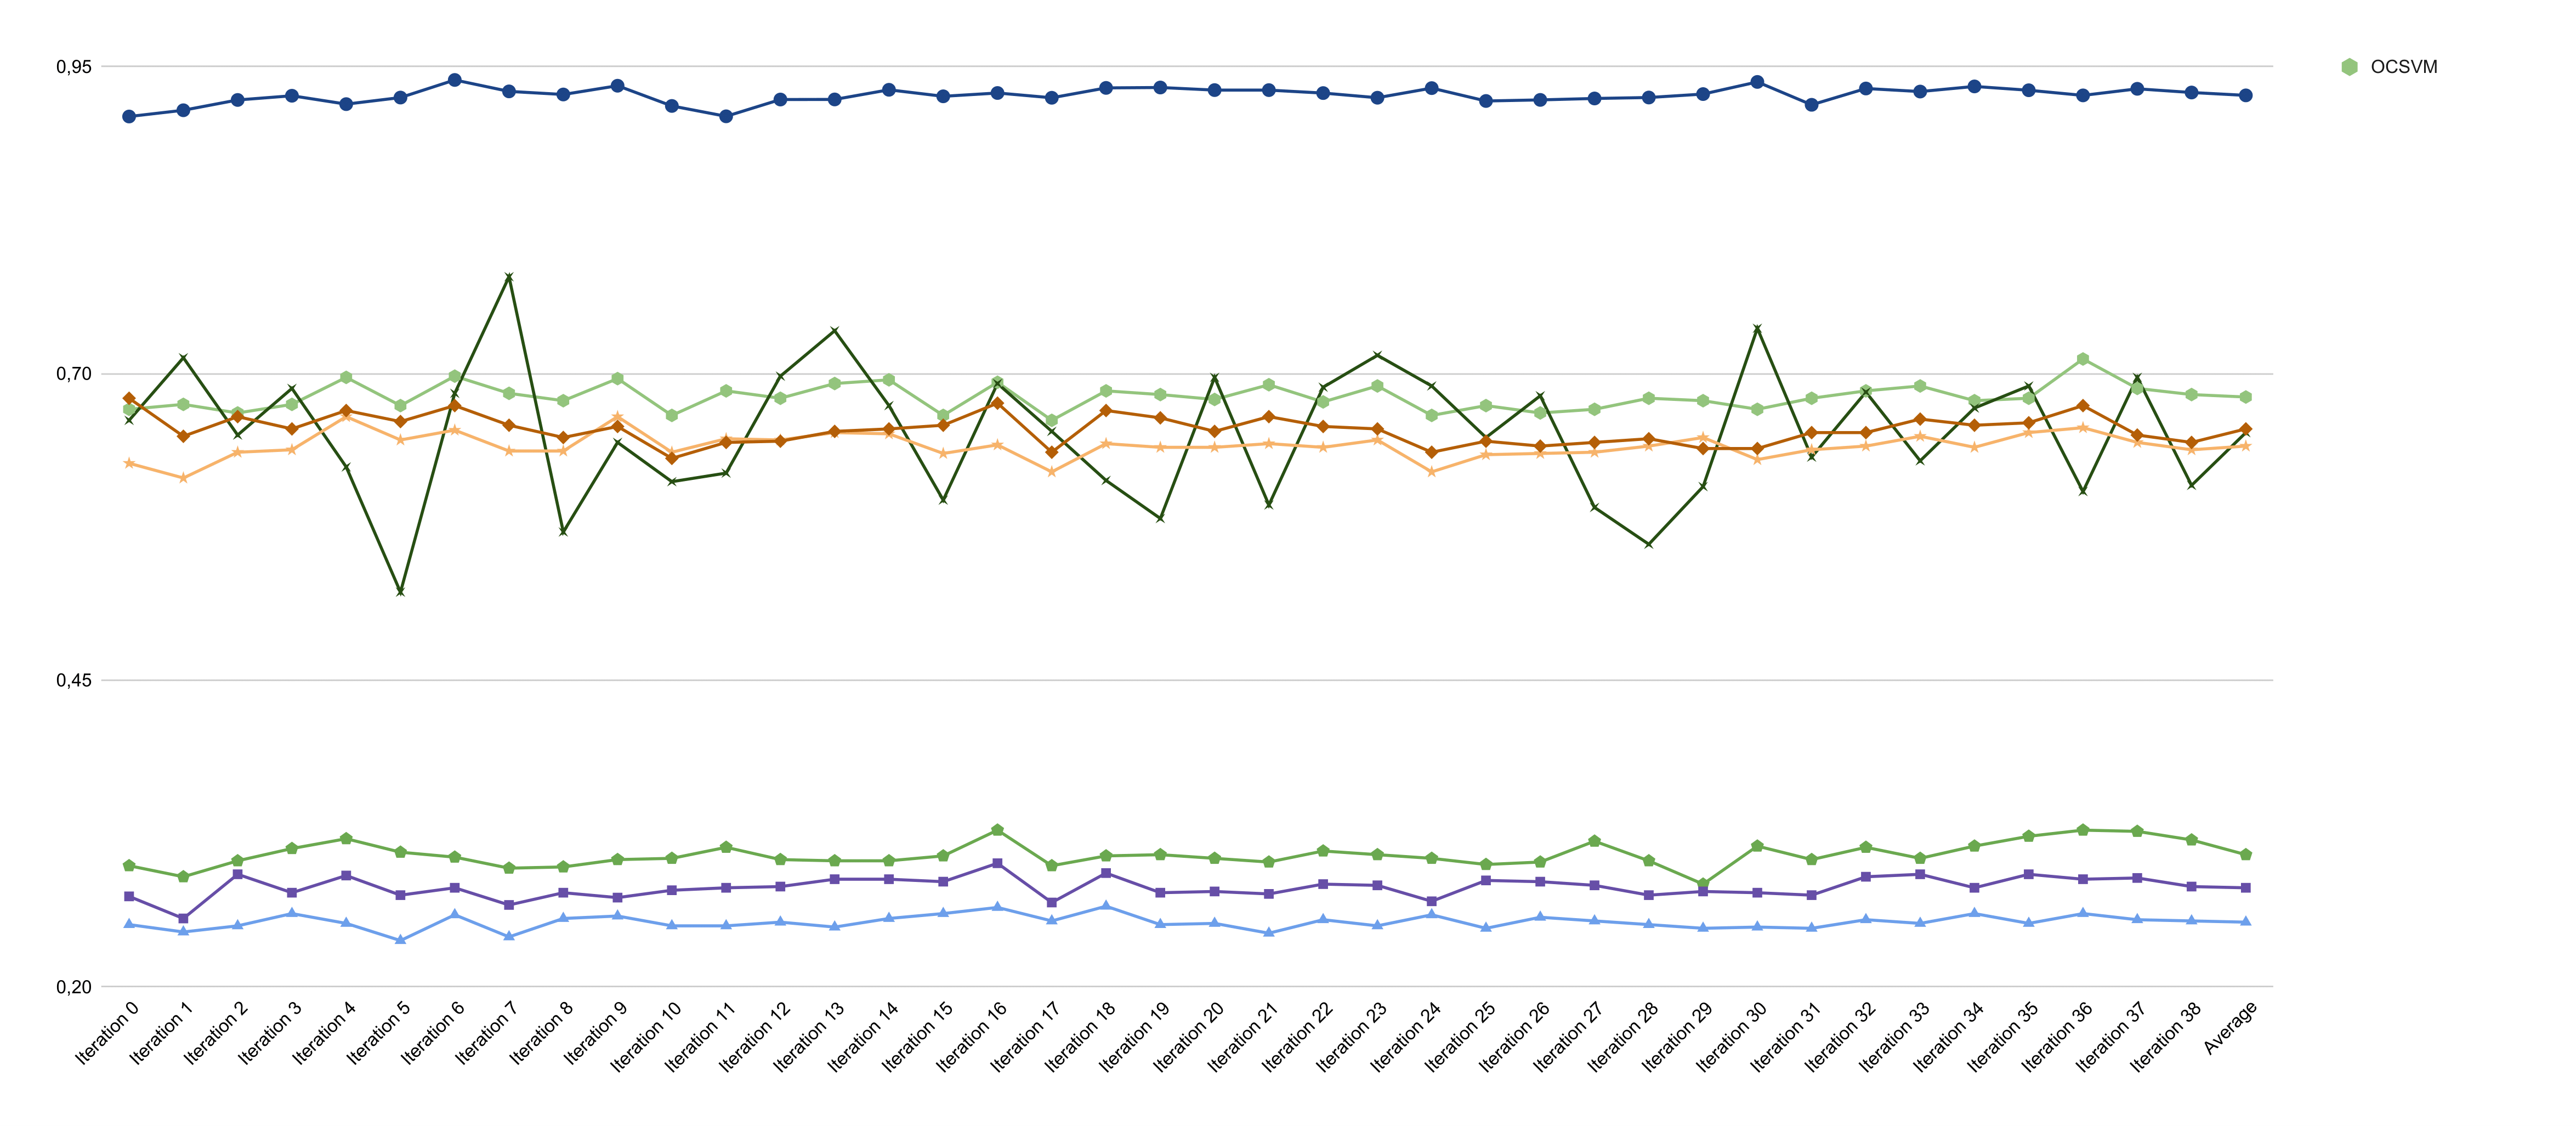 0,95
OCSVM
0,70
0,45
0,20
Iteration 0
Iteration 1
Iteration 2
Iteration 3
Iteration 4
Iteration 5
Iteration 6
Iteration 7
Iteration 8
Iteration 9
Iteration 10
Iteration 11
Iteration 12
Iteration 13
Iteration 14
Iteration 15
Iteration 16
Iteration 17
Iteration 18
Iteration 19
Iteration 20
Iteration 21
Iteration 22
Iteration 23
Iteration 24
Iteration 25
Iteration 26
Iteration 27
Iteration 28
Iteration 29
Iteration 30
Iteration 31
Iteration 32
Iteration 33
Iteration 34
Iteration 35
Iteration 36
Iteration 37
Iteration 38
Average